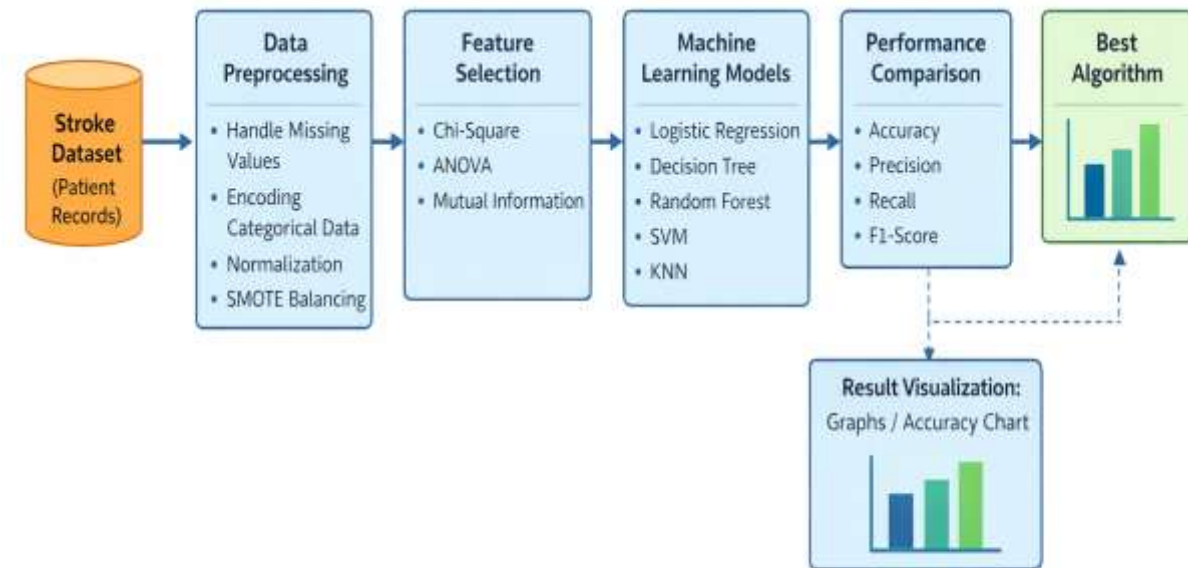 Stroke
Dataset
(Patient
Records)
Data
Preprocessing
• Handle Missing
Values
• Encoding
Categorical Data
• Normalization
• SMOTE Balancing
Feature
Selection
• Chi-Square
• ANOVA
• Mutual Information
Machine
Learning Models
• Logistic Regression
• Decision Tree
• Random Forest
• SVM
• KNN
Performance
Comparison
• Accuracy
• Precision
• Recall
• F1-Score
Best
Algorithm
Result Visualization:
Graphs / Accuracy Chart